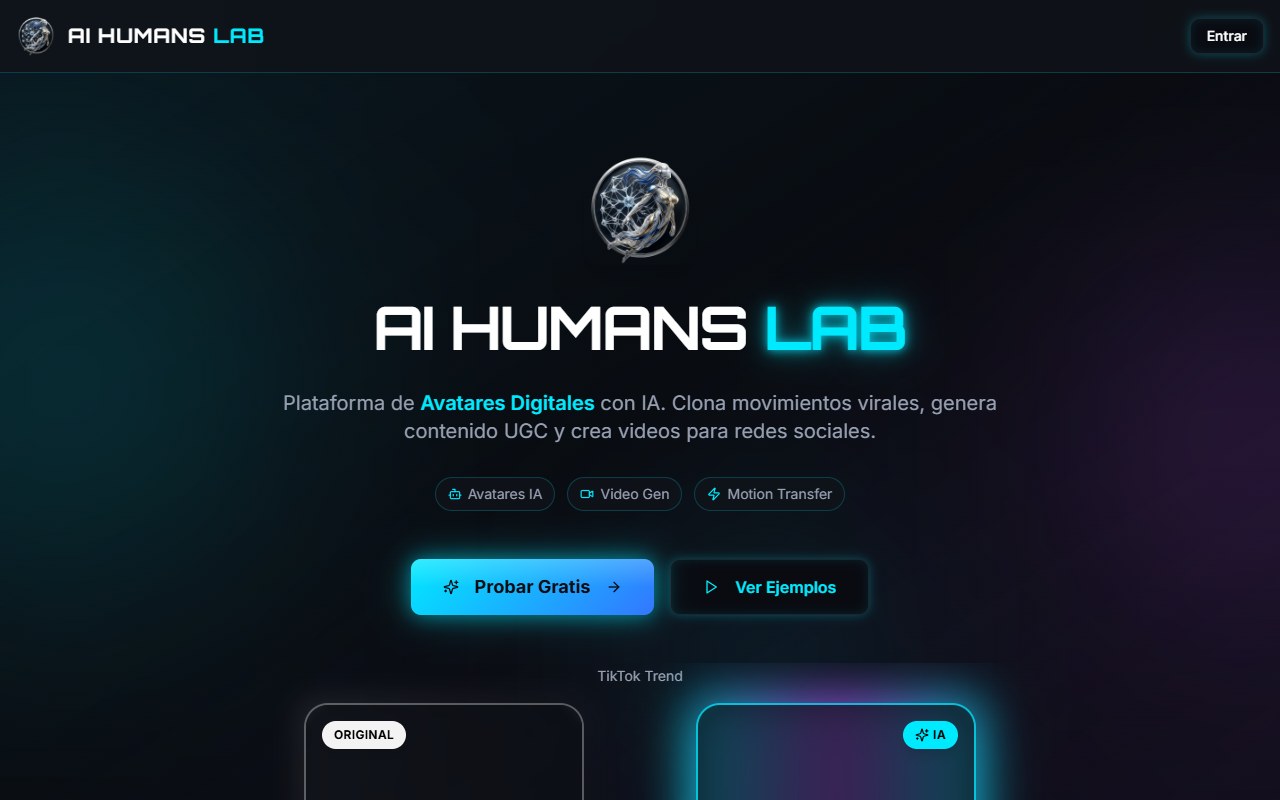 AI HUMANS LAB
Entrar
AI HUMANS LAB
Plataforma de Avatares Digitales con IA. Clona movimientos virales, genera
contenido UGC y crea videos para redes sociales.
Avatares IA
Video Gen
Motion Transfer
Probar Gratis
Ver Ejemplos
TikTok Trend
ORIGINAL
IA